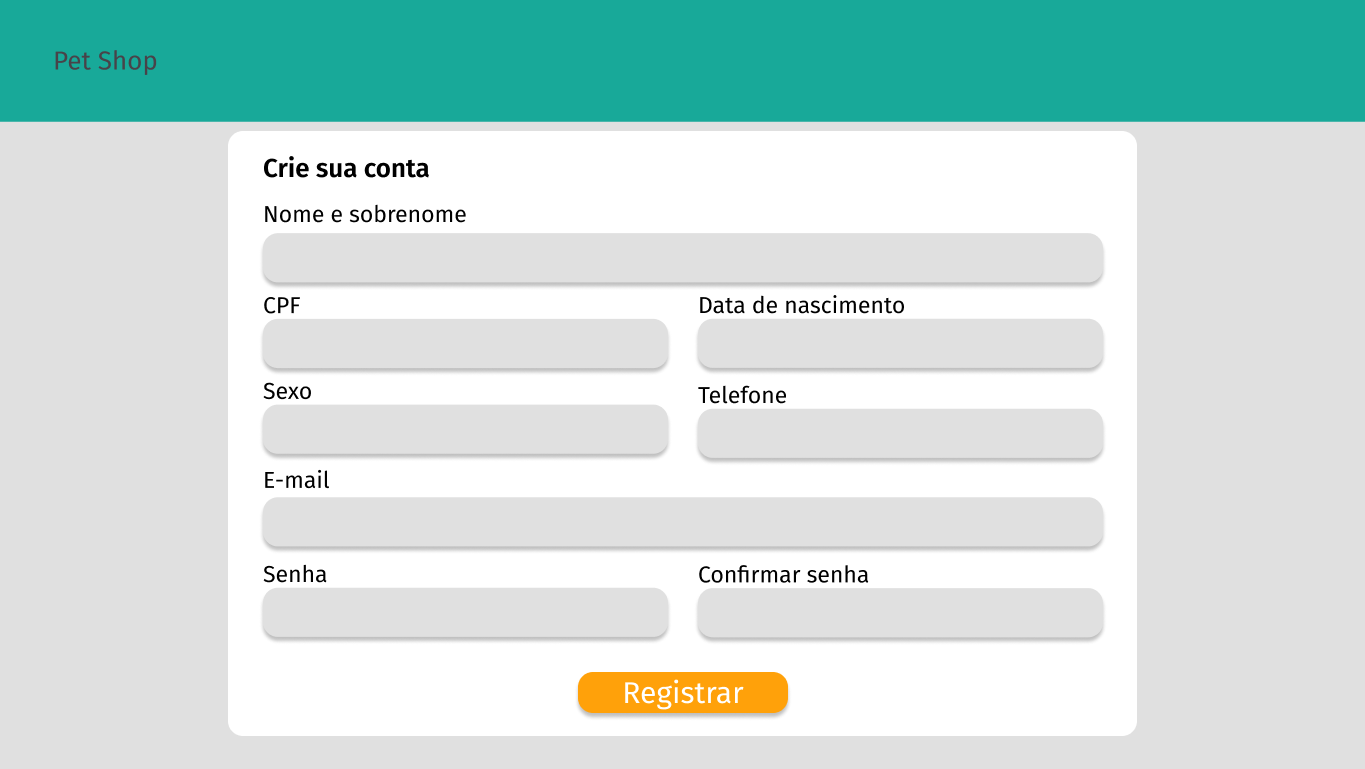 Pet Shop
Crie sua conta
Nome e sobrenome
CPF
Data de nascimento
Sexo
Telefone
E-mail
Senha
Confirmar senha
Registrar